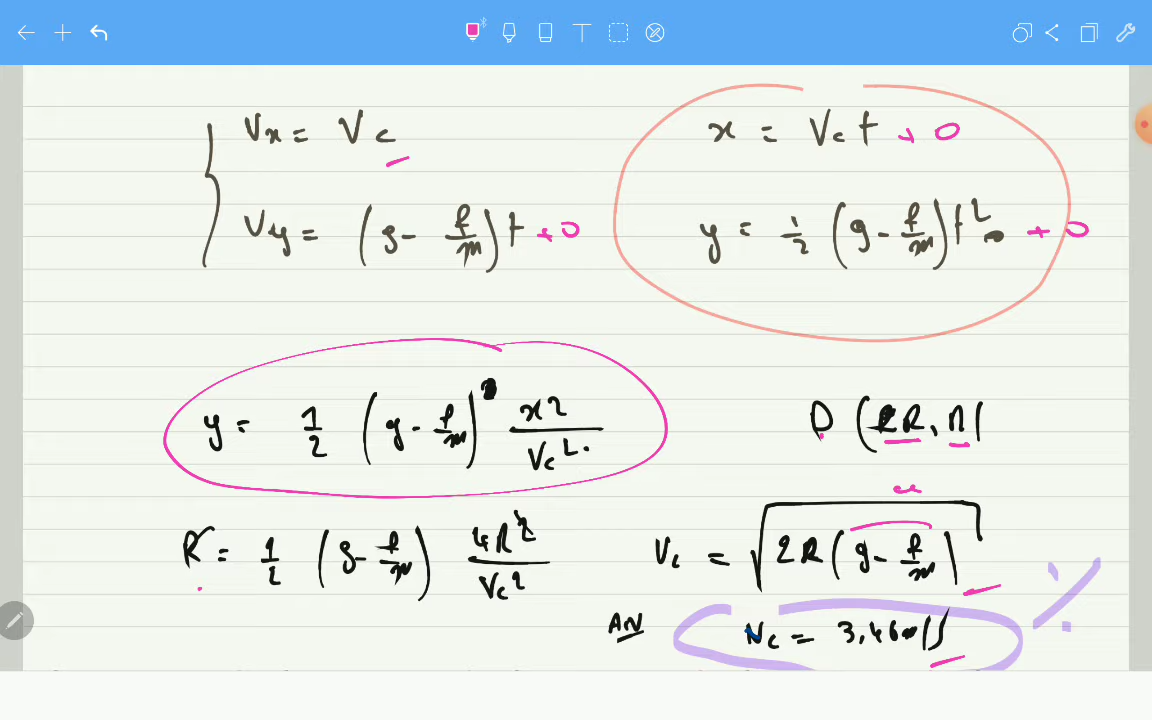 Vx = Vc
x = Vc t + 0
Vy = (g - f/m) t + 0
y = 1/2 (g - f/m) t² + 0
y = 1/2 (g - f/m) x²/Vc².
D (2R, R(
R = 1/2 (g - f/m) 4R²/Vc²
Vc = √2R (g - f/m)
AN
Vc = 3,46 m/s